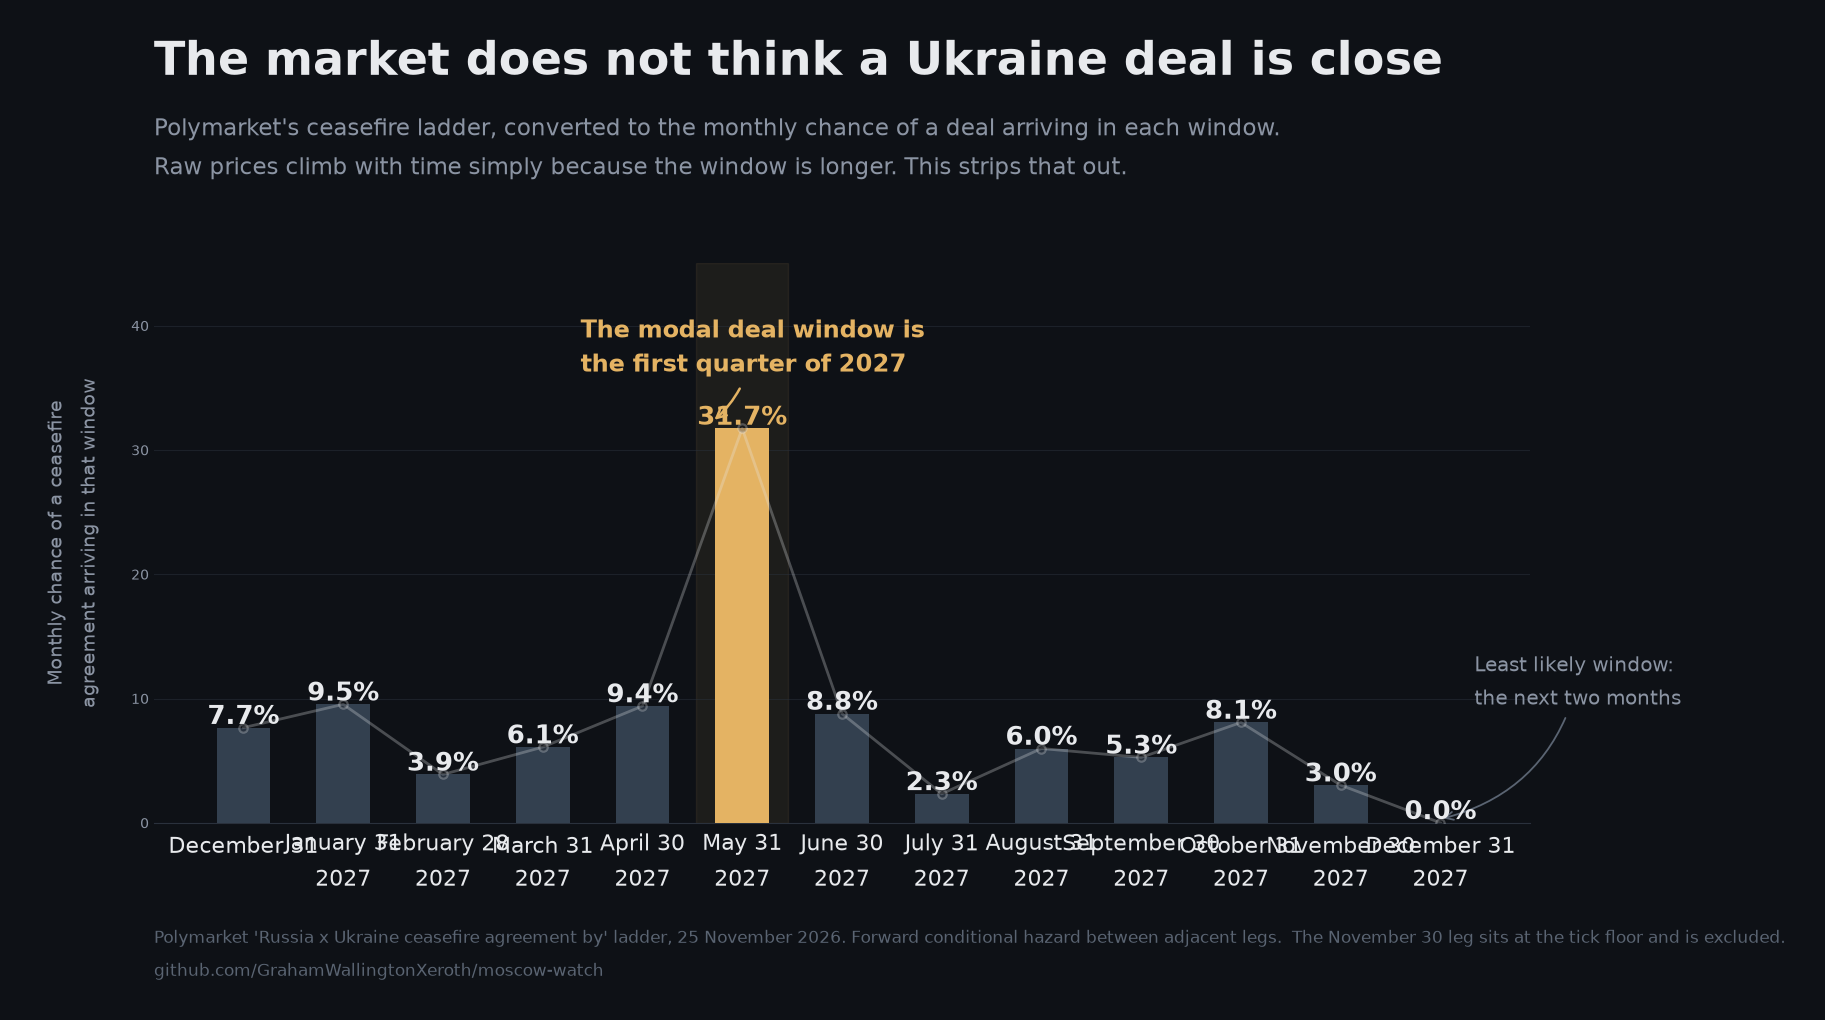 The market does not think a Ukraine deal is close
Polymarket's ceasefire ladder, converted to the monthly chance of a deal arriving in each window.
Raw prices climb with time simply because the window is longer. This strips that out.
Monthly chance of a ceasefire
agreement arriving in that window
40
30
20
10
0
The modal deal window is
the first quarter of 2027
7.7%
9.5%
3.9%
6.1%
9.4%
31.7%
8.8%
2.3%
6.0%
5.3%
8.1%
3.0%
0.0%
Least likely window:
the next two months
December 31
January 31
2027
February 28
2027
March 31
2027
April 30
2027
May 31
2027
June 30
2027
July 31
2027
August 31
2027
September 30
2027
October 31
2027
November 30
2027
December 31
2027
Polymarket 'Russia x Ukraine ceasefire agreement by' ladder, 25 November 2026. Forward conditional hazard between adjacent legs. The November 30 leg sits at the tick floor and is excluded.
github.com/GrahamWallingtonXeroth/moscow-watch